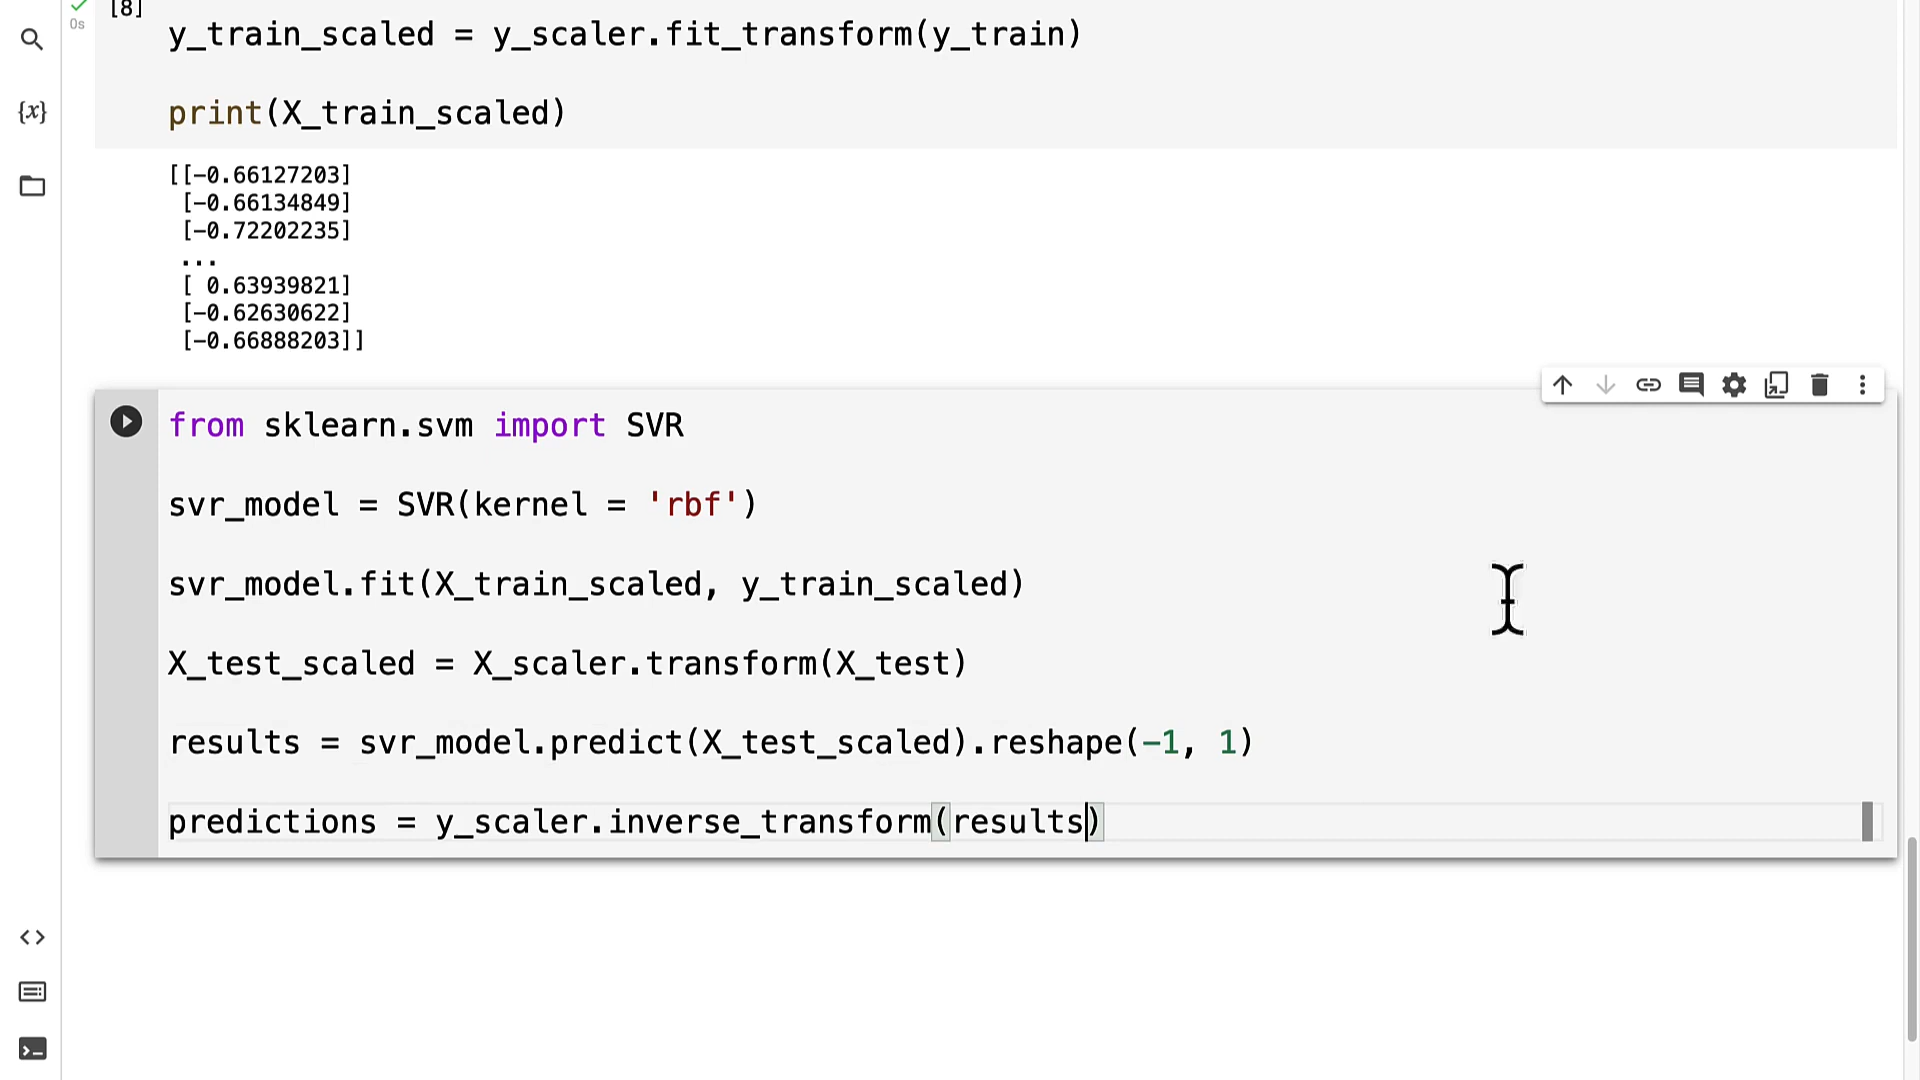 [8]
0s
y_train_scaled = y_scaler.fit_transform(y_train)
print(X_train_scaled)
{x}
[[-0.66127203]
[-0.66134849]
[-0.72202235]
...
[ 0.63939821]
[-0.62630622]
[-0.66888203]]
from sklearn.svm import SVR
svr_model = SVR(kernel = 'rbf')
svr_model.fit(X_train_scaled, y_train_scaled)
X_test_scaled = X_scaler.transform(X_test)
results = svr_model.predict(X_test_scaled).reshape(-1, 1)
predictions = y_scaler.inverse_transform(results)